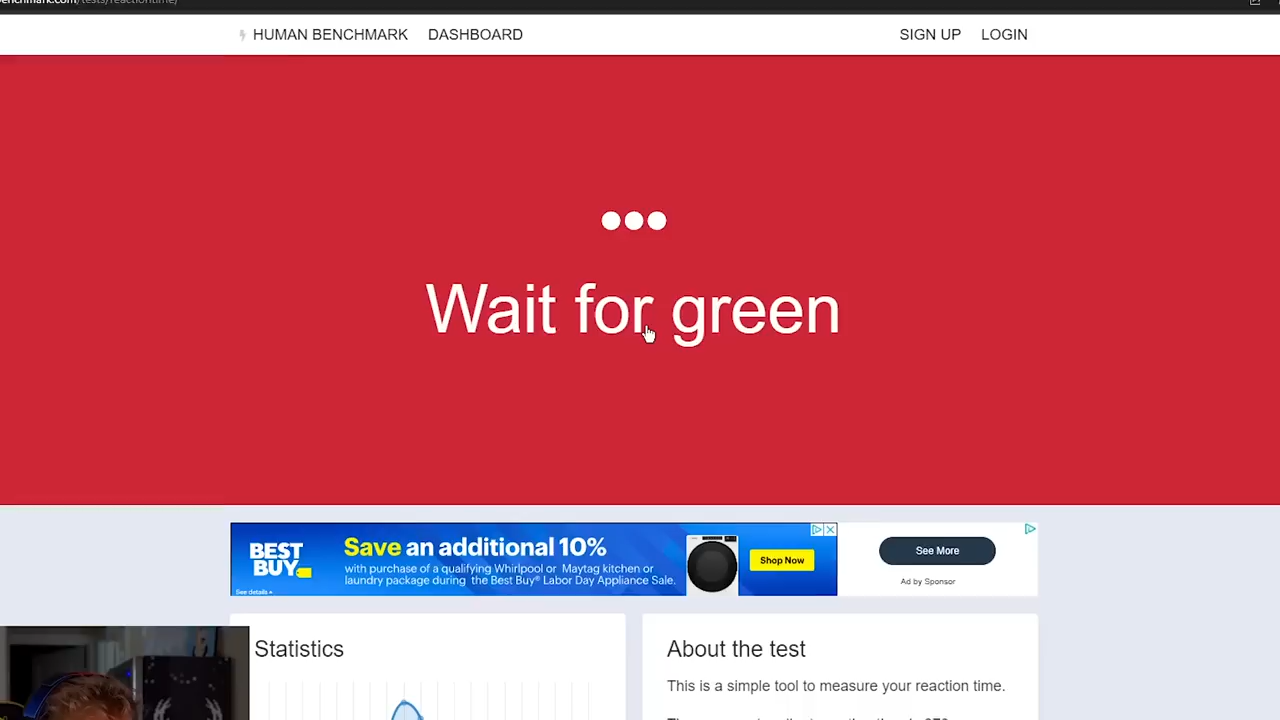 HUMAN BENCHMARK DASHBOARD SIGN UP LOGIN
Wait for green
BEST BUY
Save an additional 10%
with purchase of a qualifying Whirlpool or Maytag kitchen or
laundry package during the Best Buy® Labor Day Appliance Sale.
See details
Shop Now
See More
Ad by Sponsor
Statistics
About the test
This is a simple tool to measure your reaction time.